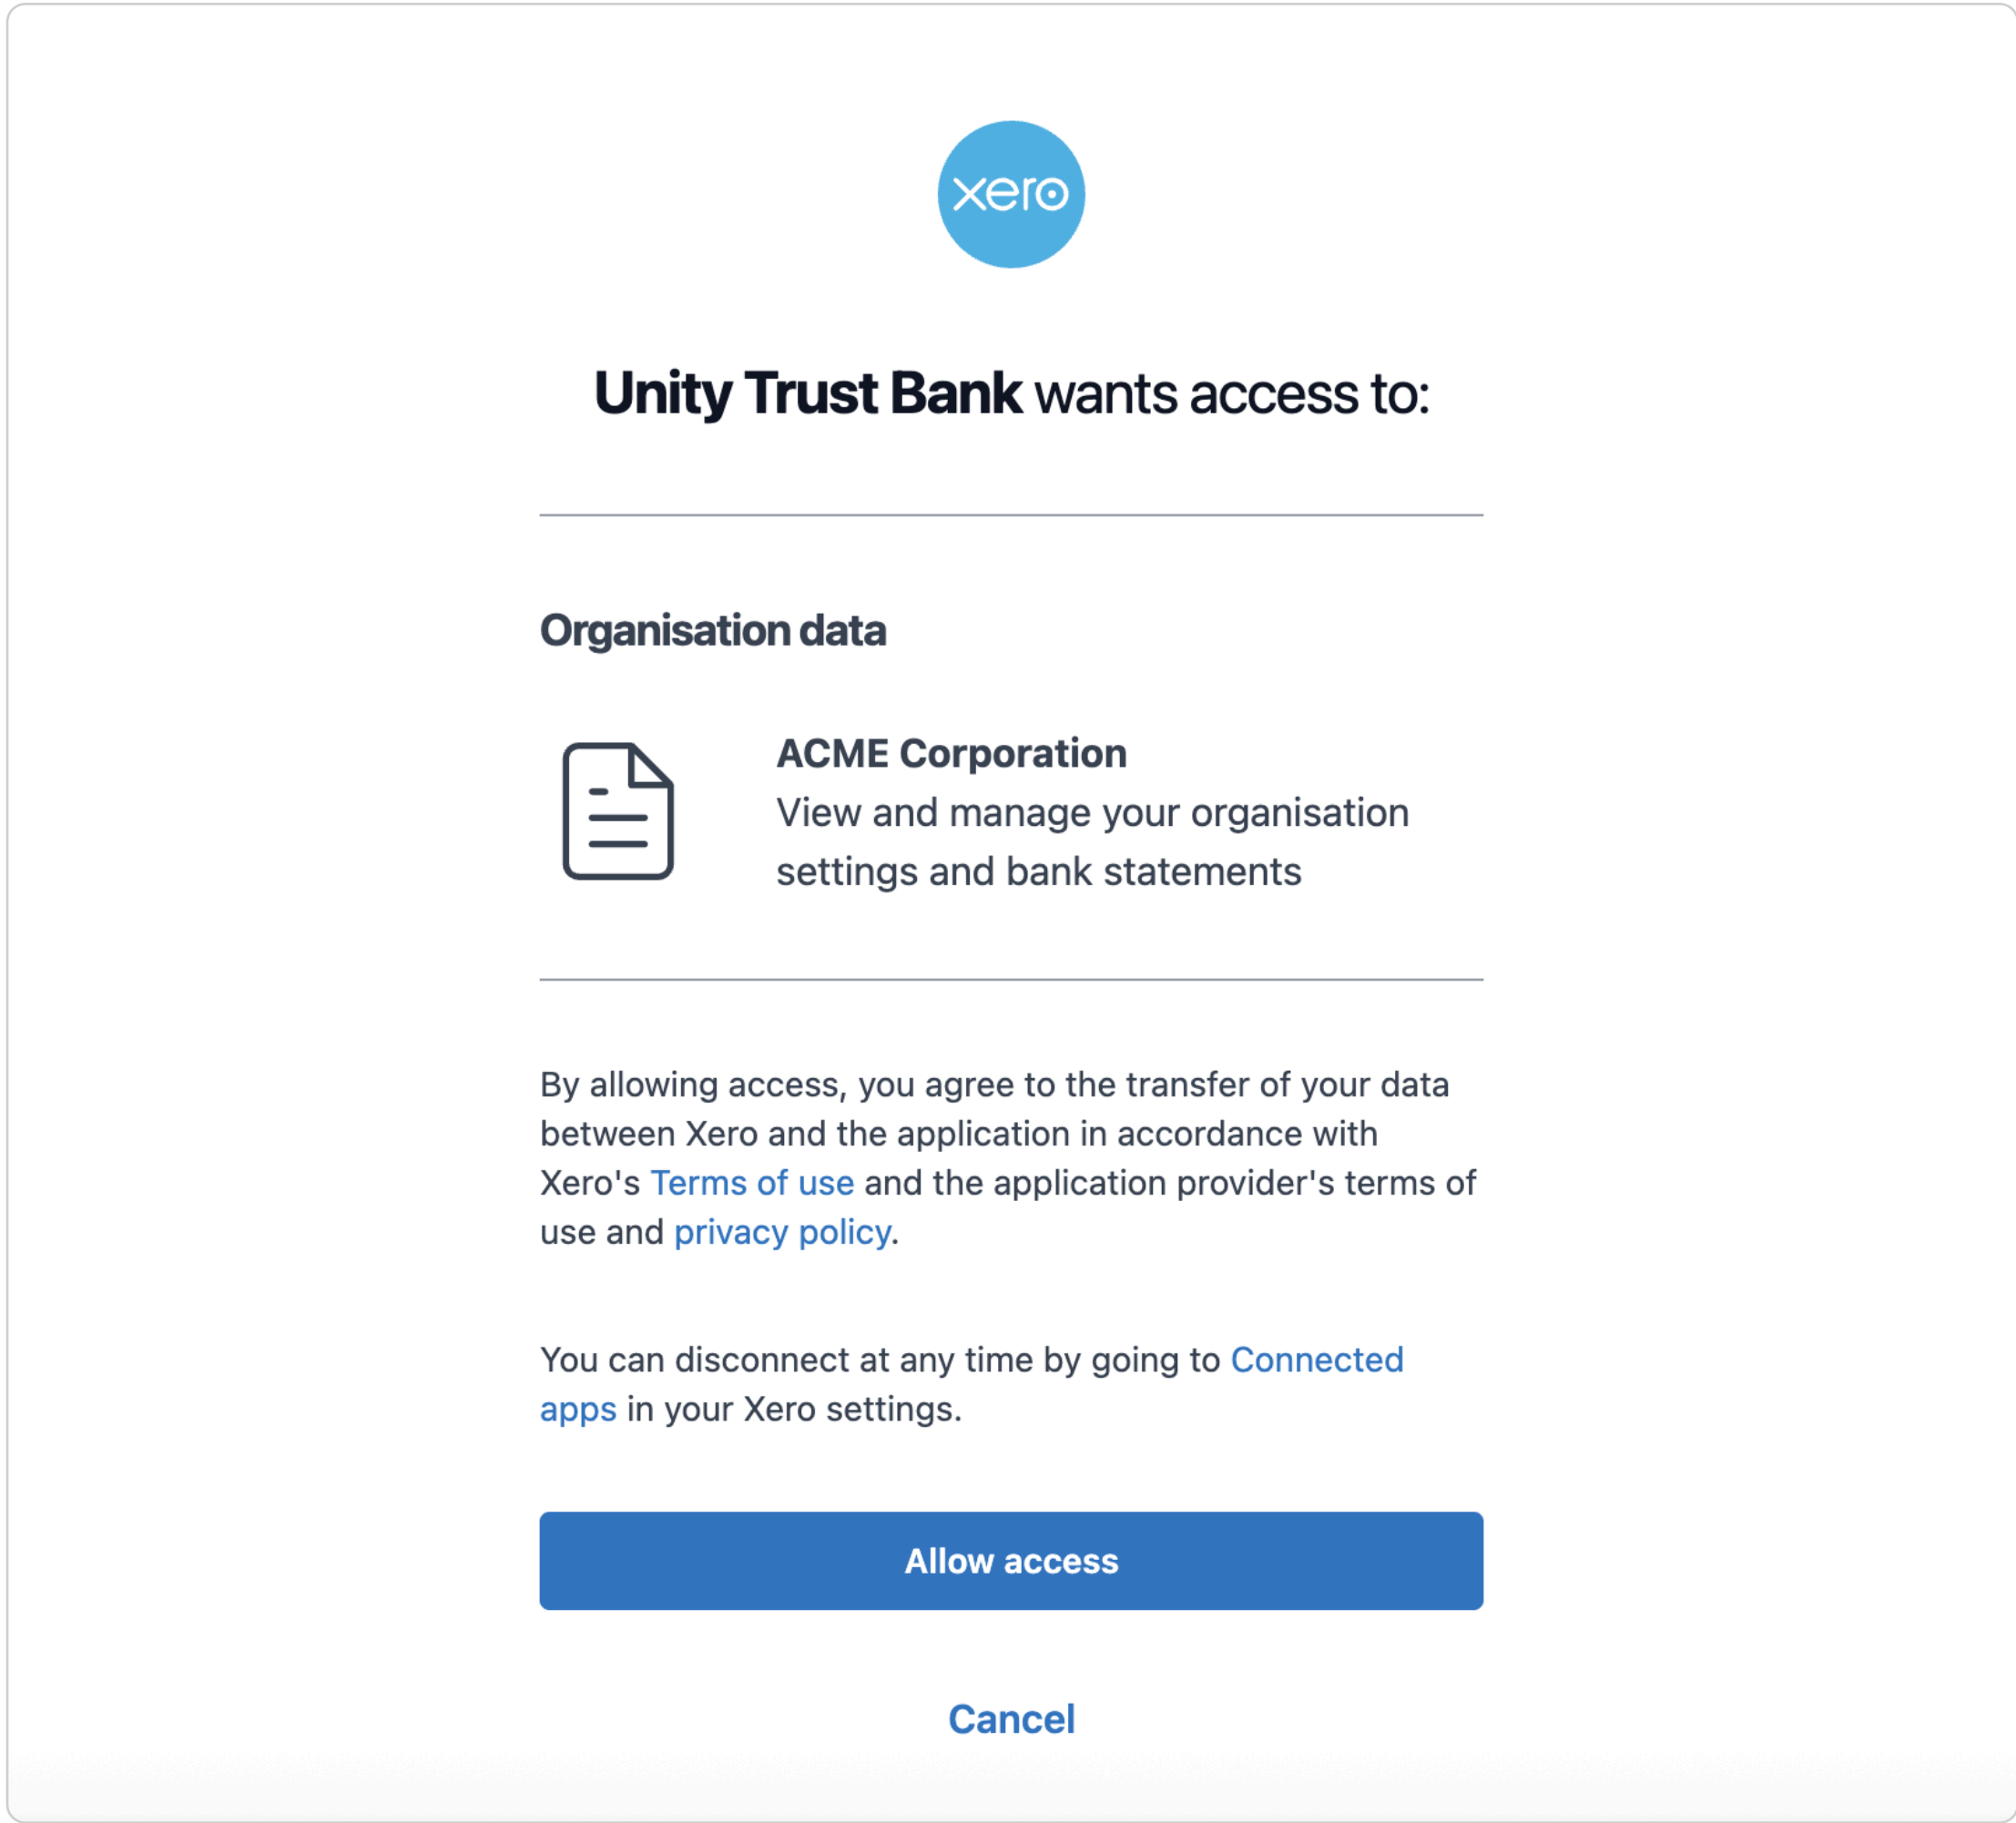 xero
Unity Trust Bank wants access to:
Organisation data
ACME Corporation
View and manage your organisation
settings and bank statements
By allowing access, you agree to the transfer of your data
between Xero and the application in accordance with
Xero's Terms of use and the application provider's terms of
use and privacy policy.
You can disconnect at any time by going to Connected
apps in your Xero settings.
Allow access
Cancel